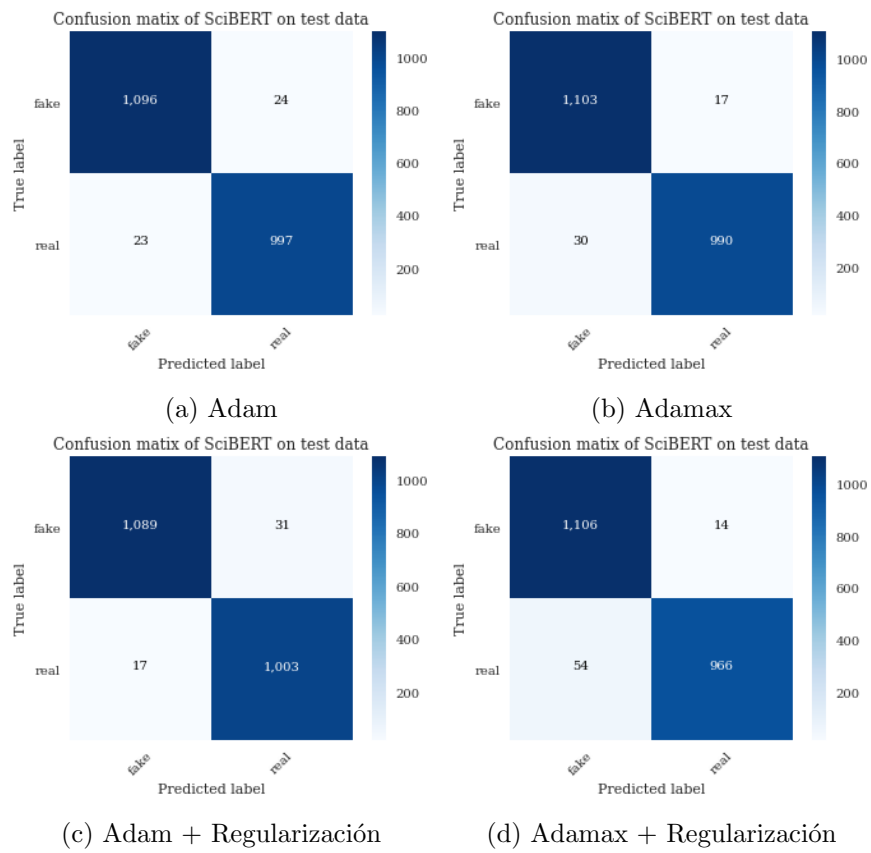 Confusion matix of SciBERT on test data
1000
800
600
400
200
True label
fake
1,096
24
real
23
997
fake
real
Predicted label
(a) Adam
Confusion matix of SciBERT on test data
1000
800
600
400
200
True label
fake
1,103
17
real
30
990
fake
real
Predicted label
(b) Adamax
Confusion matix of SciBERT on test data
1000
800
600
400
200
True label
fake
1,089
31
real
17
1,003
fake
real
Predicted label
(c) Adam + Regularización
Confusion matix of SciBERT on test data
1000
800
600
400
200
True label
fake
1,106
14
real
54
966
fake
real
Predicted label
(d) Adamax + Regularización